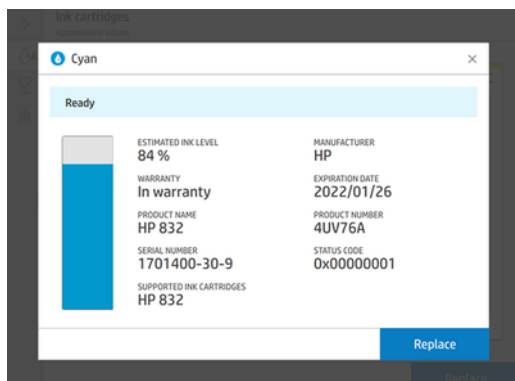 Ink cartridges
Cyan
Ready
ESTIMATED INK LEVEL
84 %
MANUFACTURER
HP
WARRANTY
In warranty
EXPIRATION DATE
2022/01/26
PRODUCT NAME
HP 832
PRODUCT NUMBER
4UV76A
SERIAL NUMBER
1701400-30-9
STATUS CODE
0x00000001
SUPPORTED INK CARTRIDGES
HP 832
Replace
Replace